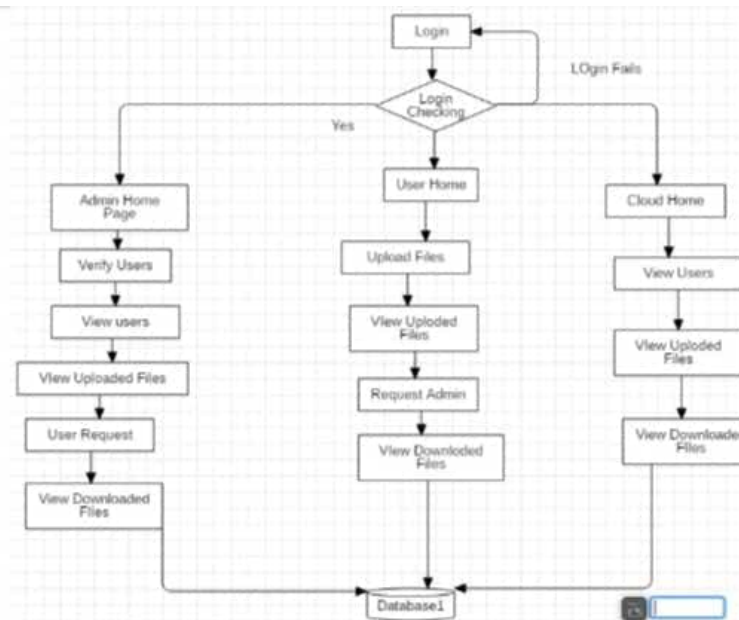 Login
LOgin Fails
Login
Checking
Yes
Admin Home
Page
User Home
Cloud Home
Verify Users
Upload Files
View Users
View users
VIew Uploded
Files
VIew Uploded
Files
VIew Uploaded Files
Request Admin
User Request
VIew Downloded
Files
View Downloade
FIles
View Downloaded
FIles
Database1